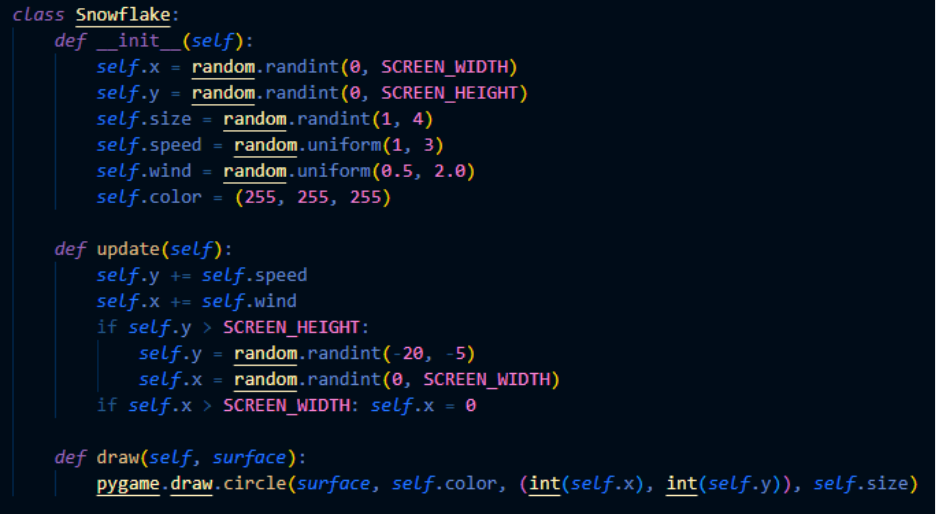 class Snowflake:
    def __init__(self):
        self.x = random.randint(0, SCREEN_WIDTH)
        self.y = random.randint(0, SCREEN_HEIGHT)
        self.size = random.randint(1, 4)
        self.speed = random.uniform(1, 3)
        self.wind = random.uniform(0.5, 2.0)
        self.color = (255, 255, 255)

    def update(self):
        self.y += self.speed
        self.x += self.wind
        if self.y > SCREEN_HEIGHT:
            self.y = random.randint(-20, -5)
            self.x = random.randint(0, SCREEN_WIDTH)
        if self.x > SCREEN_WIDTH: self.x = 0

    def draw(self, surface):
        pygame.draw.circle(surface, self.color, (int(self.x), int(self.y)), self.size)